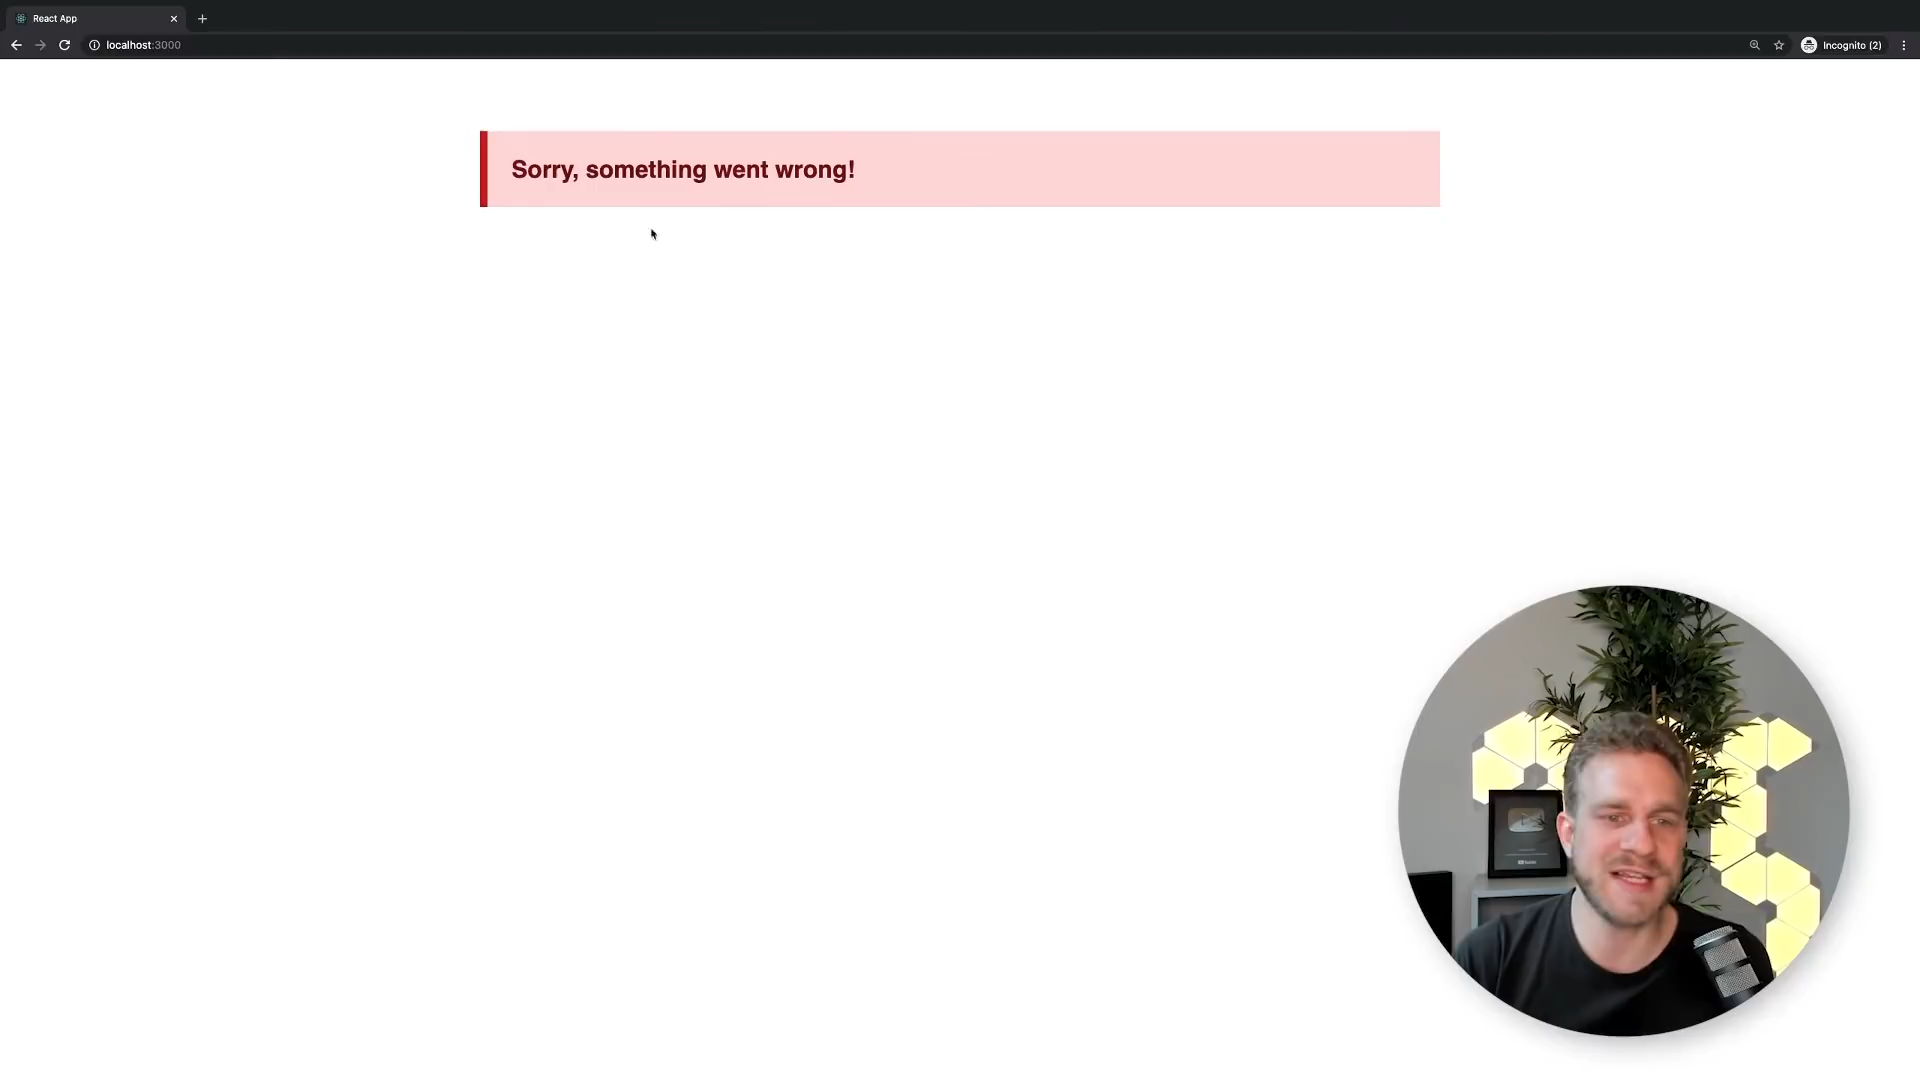 React App
localhost:3000
Incognito (2)
Sorry, something went wrong!